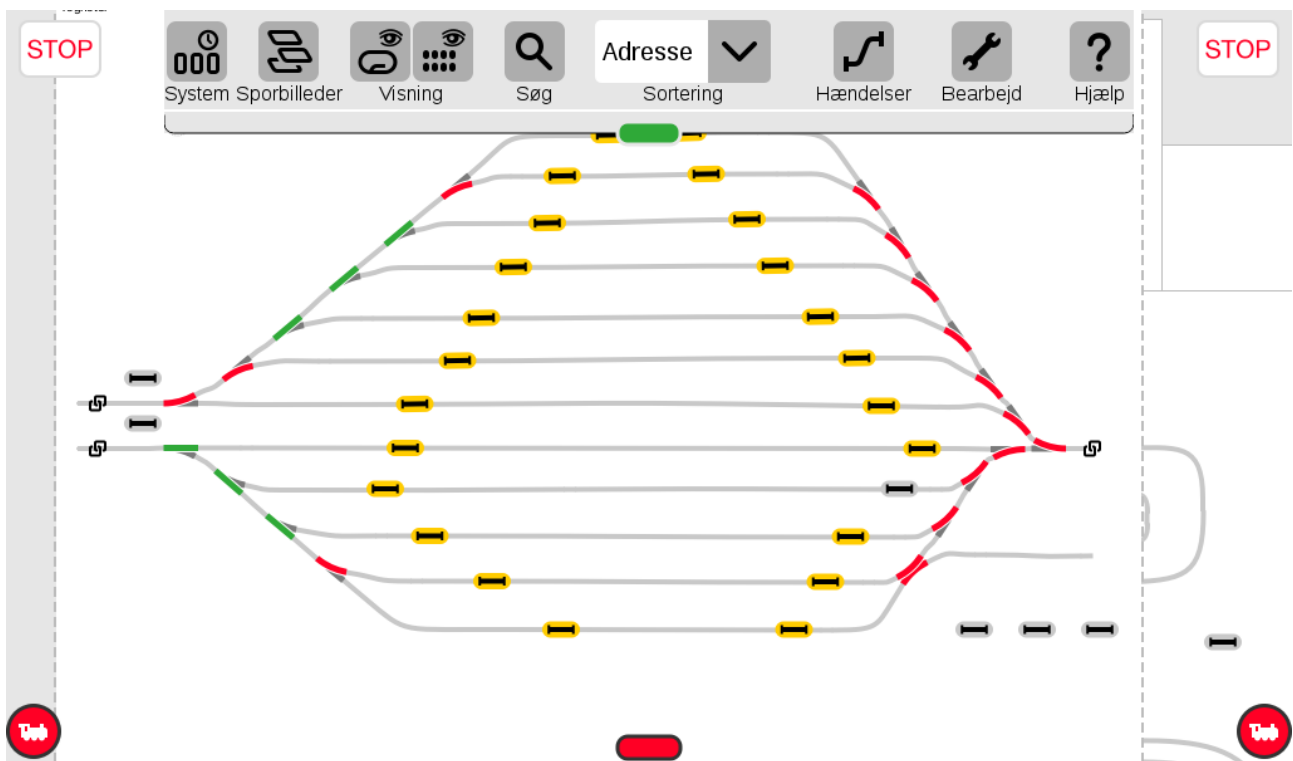 STOP
STOP
Adresse
System Sporbilleder Visning Søg Sortering Hændelser Bearbejd Hjælp